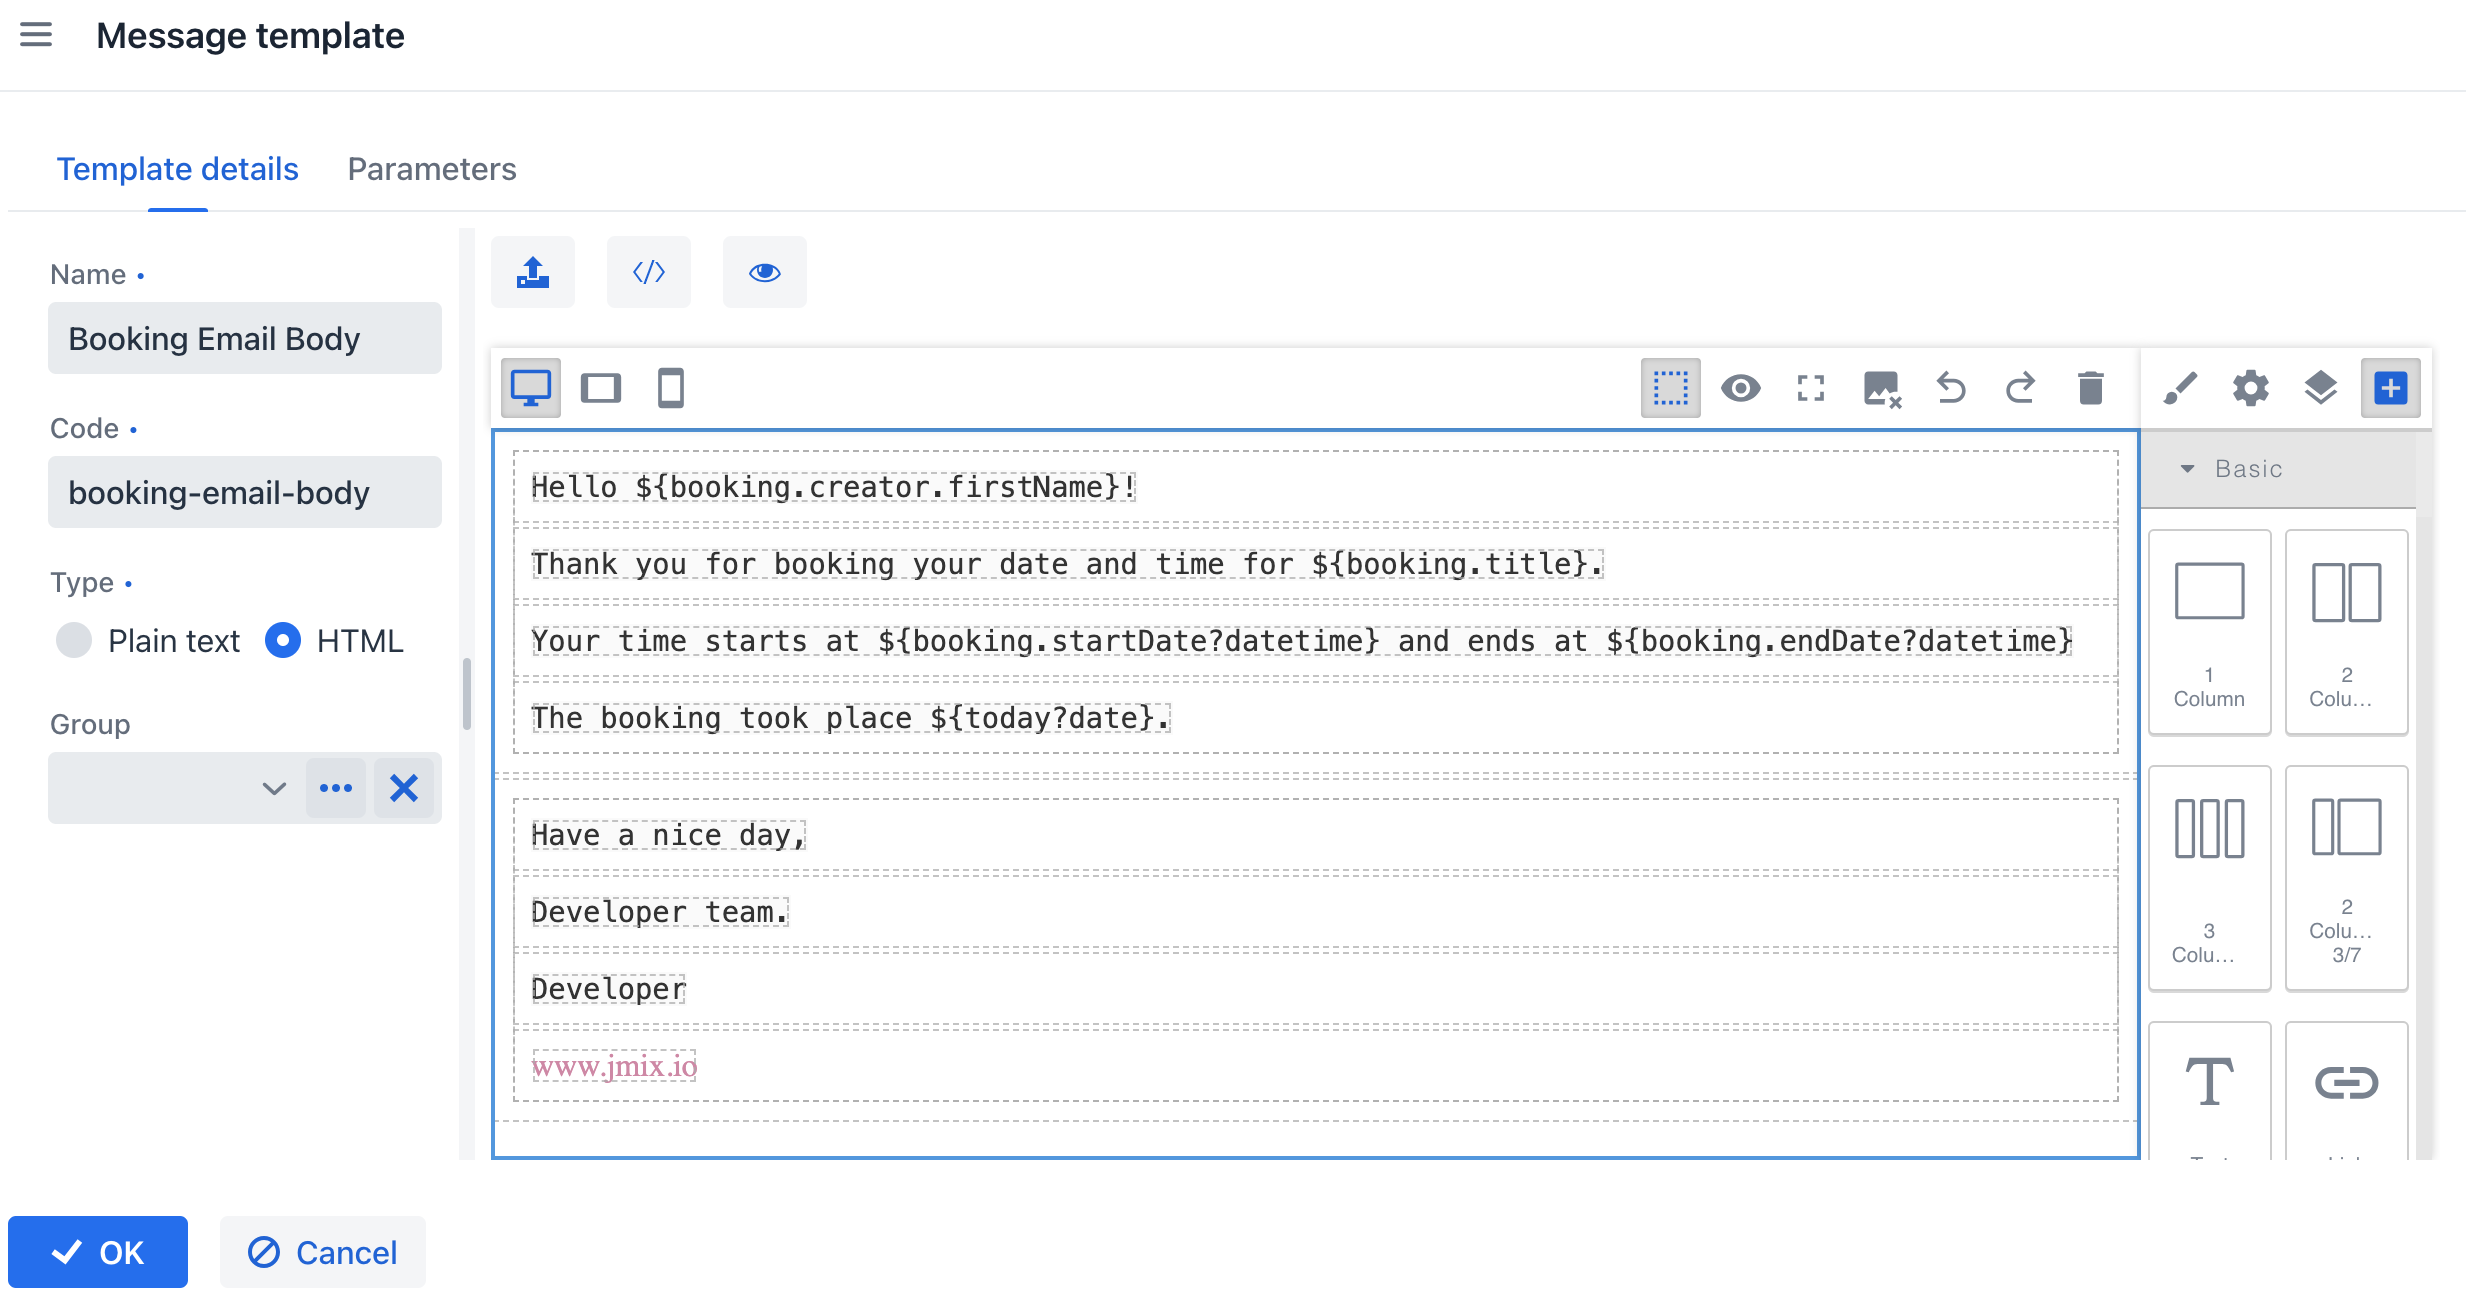 Message template
Template details
Parameters
Name •
Booking Email Body
Code •
booking-email-body
Type •
Plain text
HTML
Group
Hello ${booking.creator.firstName}!
Thank you for booking your date and time for ${booking.title}.
Your time starts at ${booking.startDate?datetime} and ends at ${booking.endDate?datetime}
The booking took place ${today?date}.
Have a nice day,
Developer team.
Developer
www.jmix.io
Basic
1
Column
2
Colu...
3
Colu...
2
Colu...
3/7
OK
Cancel